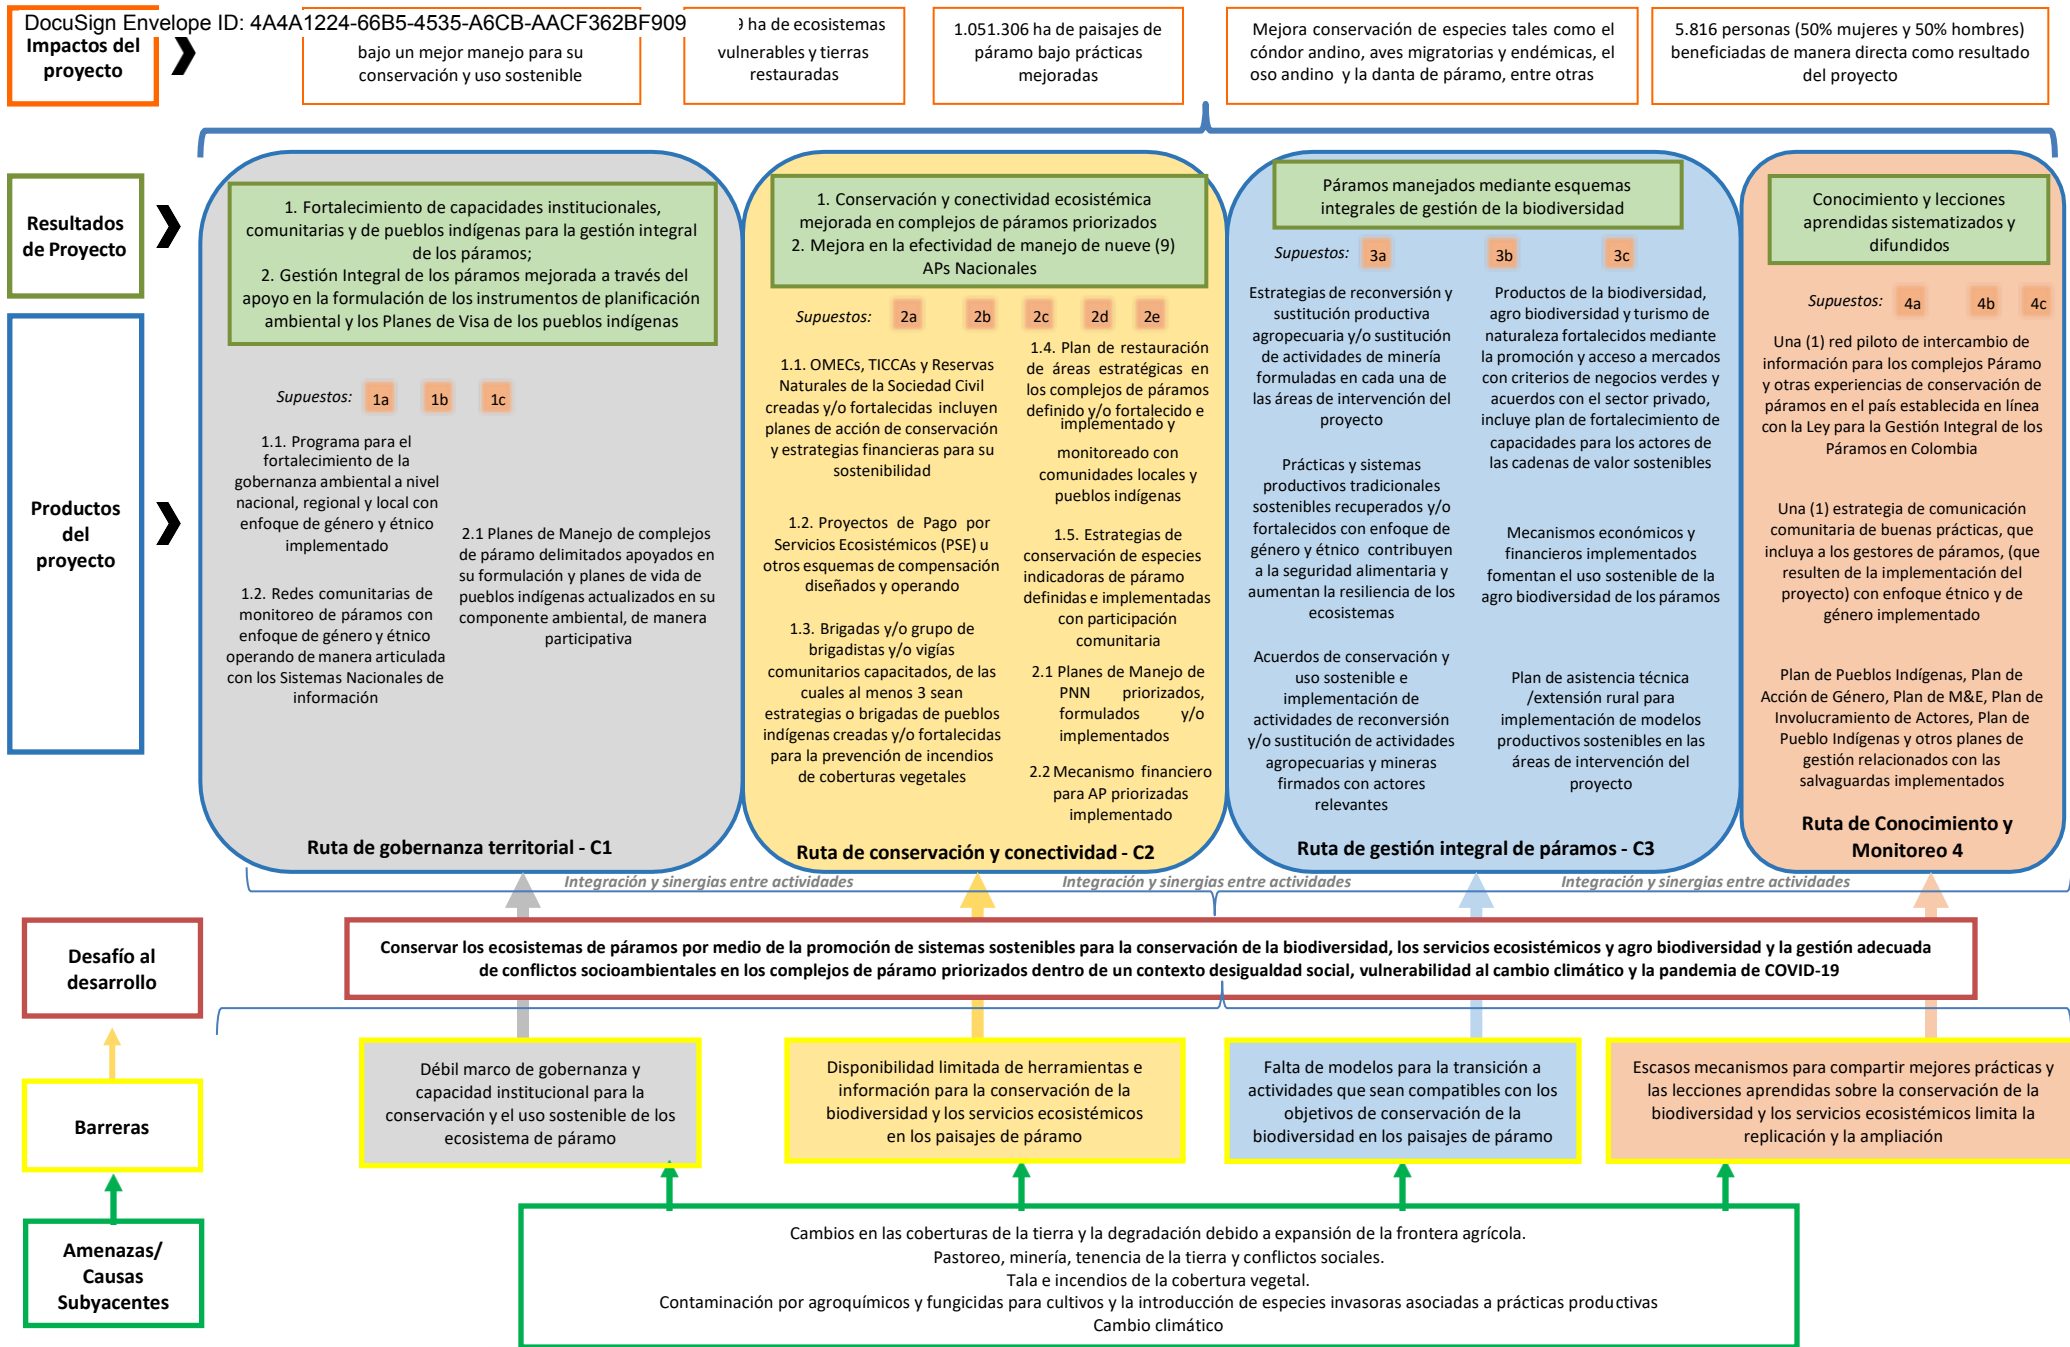 DocuSign Envelope ID: 4A4A1224-66B5-4535-A6CB-AACF362BF909
Impactos del
proyecto
bajo un mejor manejo para su
conservación y uso sostenible
ha de ecosistemas
vulnerables y tierras
restauradas
1.051.306 ha de paisajes de
páramo bajo prácticas
mejoradas
Mejora conservación de especies tales como el
cóndor andino, aves migratorias y endémicas, el
oso andino y la danta de páramo, entre otras
5.816 personas (50% mujeres y 50% hombres)
beneficiadas de manera directa como resultado
del proyecto
Resultados
de Proyecto
1. Fortalecimiento de capacidades institucionales,
comunitarias y de pueblos indígenas para la gestión integral
de los páramos;
2. Gestión Integral de los páramos mejorada a través del
apoyo en la formulación de los instrumentos de planificación
ambiental y los Planes de Visa de los pueblos indígenas
1. Conservación y conectividad ecosistémica
mejorada en complejos de páramos priorizados
2. Mejora en la efectividad de manejo de nueve (9)
APs Nacionales
Páramos manejados mediante esquemas
integrales de gestión de la biodiversidad
Conocimiento y lecciones
aprendidas sistematizados y
difundidos
Productos
del
proyecto
Supuestos: 1a 1b 1c
1.1. Programa para el
fortalecimiento de la
gobernanza ambiental a nivel
nacional, regional y local con
enfoque de género y étnico
implementado
1.2. Redes comunitarias de
monitoreo de páramos con
enfoque de género y étnico
operando de manera articulada
con los Sistemas Nacionales de
información
2.1 Planes de Manejo de complejos
de páramo delimitados apoyados en
su formulación y planes de vida de
pueblos indígenas actualizados en su
componente ambiental, de manera
participativa
Ruta de gobernanza territorial - C1
Supuestos: 2a 2b 2c 2d 2e
1.1. OMECs, TICCAs y Reservas
Naturales de la Sociedad Civil
creadas y/o fortalecidas incluyen
planes de acción de conservación
y estrategias financieras para su
sostenibilidad
1.2. Proyectos de Pago por
Servicios Ecosistémicos (PSE) u
otros esquemas de compensación
diseñados y operando
1.3. Brigadas y/o grupo de
brigadistas y/o vigías
comunitarios capacitados, de las
cuales al menos 3 sean
estrategias o brigadas de pueblos
indígenas creadas y/o fortalecidas
para la prevención de incendios
de coberturas vegetales
1.4. Plan de restauración
de áreas estratégicas en
los complejos de páramos
definido y/o fortalecido e
implementado y
monitoreado con
comunidades locales y
pueblos indígenas
1.5. Estrategias de
conservación de especies
indicadoras de páramo
definidas e implementadas
con participación
comunitaria
2.1 Planes de Manejo de
PNN priorizados,
formulados y/o
implementados
2.2 Mecanismo financiero
para AP priorizadas
implementado
Ruta de conservación y conectividad - C2
Supuestos: 3a 3b 3c
Estrategias de reconversión y
sustitución productiva
agropecuaria y/o sustitución
de actividades de minería
formuladas en cada una de
las áreas de intervención del
proyecto
Prácticas y sistemas
productivos tradicionales
sostenibles recuperados y/o
fortalecidos con enfoque de
género y étnico contribuyen
a la seguridad alimentaria y
aumentan la resiliencia de los
ecosistemas
Acuerdos de conservación y
uso sostenible e
implementación de
actividades de reconversión
y/o sustitución de actividades
agropecuarias y mineras
firmados con actores
relevantes
Productos de la biodiversidad,
agro biodiversidad y turismo de
naturaleza fortalecidos mediante
la promoción y acceso a mercados
con criterios de negocios verdes y
acuerdos con el sector privado,
incluye plan de fortalecimiento de
capacidades para los actores de
las cadenas de valor sostenibles
Mecanismos económicos y
financieros implementados
fomentan el uso sostenible de la
agro biodiversidad de los páramos
Plan de asistencia técnica
/extensión rural para
implementación de modelos
productivos sostenibles en las
áreas de intervención del
proyecto
Ruta de gestión integral de páramos - C3
Supuestos: 4a 4b 4c
Una (1) red piloto de intercambio de
información para los complejos Páramo
y otras experiencias de conservación de
páramos en el país establecida en línea
con la Ley para la Gestión Integral de los
Páramos en Colombia
Una (1) estrategia de comunicación
comunitaria de buenas prácticas, que
incluya a los gestores de páramos, (que
resulten de la implementación del
proyecto) con enfoque étnico y de
género implementado
Plan de Pueblos Indígenas, Plan de
Acción de Género, Plan de M&E, Plan de
Involucramiento de Actores, Plan de
Pueblo Indígenas y otros planes de
gestión relacionados con las
salvaguardas implementados
Ruta de Conocimiento y
Monitoreo 4
Integración y sinergias entre actividades
Integración y sinergias entre actividades
Integración y sinergias entre actividades
Desafío al
desarrollo
Conservar los ecosistemas de páramos por medio de la promoción de sistemas sostenibles para la conservación de la biodiversidad, los servicios ecosistémicos y agro biodiversidad y la gestión adecuada
de conflictos socioambientales en los complejos de páramo priorizados dentro de un contexto desigualdad social, vulnerabilidad al cambio climático y la pandemia de COVID-19
Barreras
Débil marco de gobernanza y
capacidad institucional para la
conservación y el uso sostenible de los
ecosistema de páramo
Disponibilidad limitada de herramientas e
información para la conservación de la
biodiversidad y los servicios ecosistémicos
en los paisajes de páramo
Falta de modelos para la transición a
actividades que sean compatibles con los
objetivos de conservación de la
biodiversidad en los paisajes de páramo
Escasos mecanismos para compartir mejores prácticas y
las lecciones aprendidas sobre la conservación de la
biodiversidad y los servicios ecosistémicos limita la
replicación y la ampliación
Amenazas/
Causas
Subyacentes
Cambios en las coberturas de la tierra y la degradación debido a expansión de la frontera agrícola.
Pastoreo, minería, tenencia de la tierra y conflictos sociales.
Tala e incendios de la cobertura vegetal.
Contaminación por agroquímicos y fungicidas para cultivos y la introducción de especies invasoras asociadas a prácticas productivas
Cambio climático